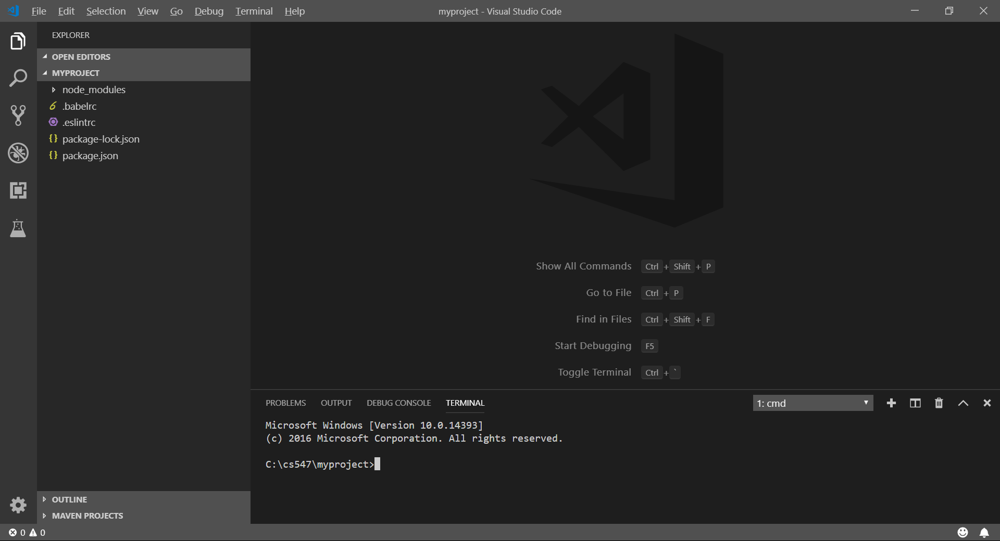 File Edit Selection View Go Debug Terminal Help
myproject - Visual Studio Code
EXPLORER
OPEN EDITORS
MYPROJECT
node_modules
.babelrc
.eslintrc
package-lock.json
package.json
OUTLINE
MAVEN PROJECTS
Show All Commands Ctrl + Shift + P
Go to File Ctrl + P
Find in Files Ctrl + Shift + F
Start Debugging F5
Toggle Terminal Ctrl + `
PROBLEMS OUTPUT DEBUG CONSOLE TERMINAL 1: cmd
Microsoft Windows [Version 10.0.14393]
(c) 2016 Microsoft Corporation. All rights reserved.
C:\cs547\myproject>
0 0